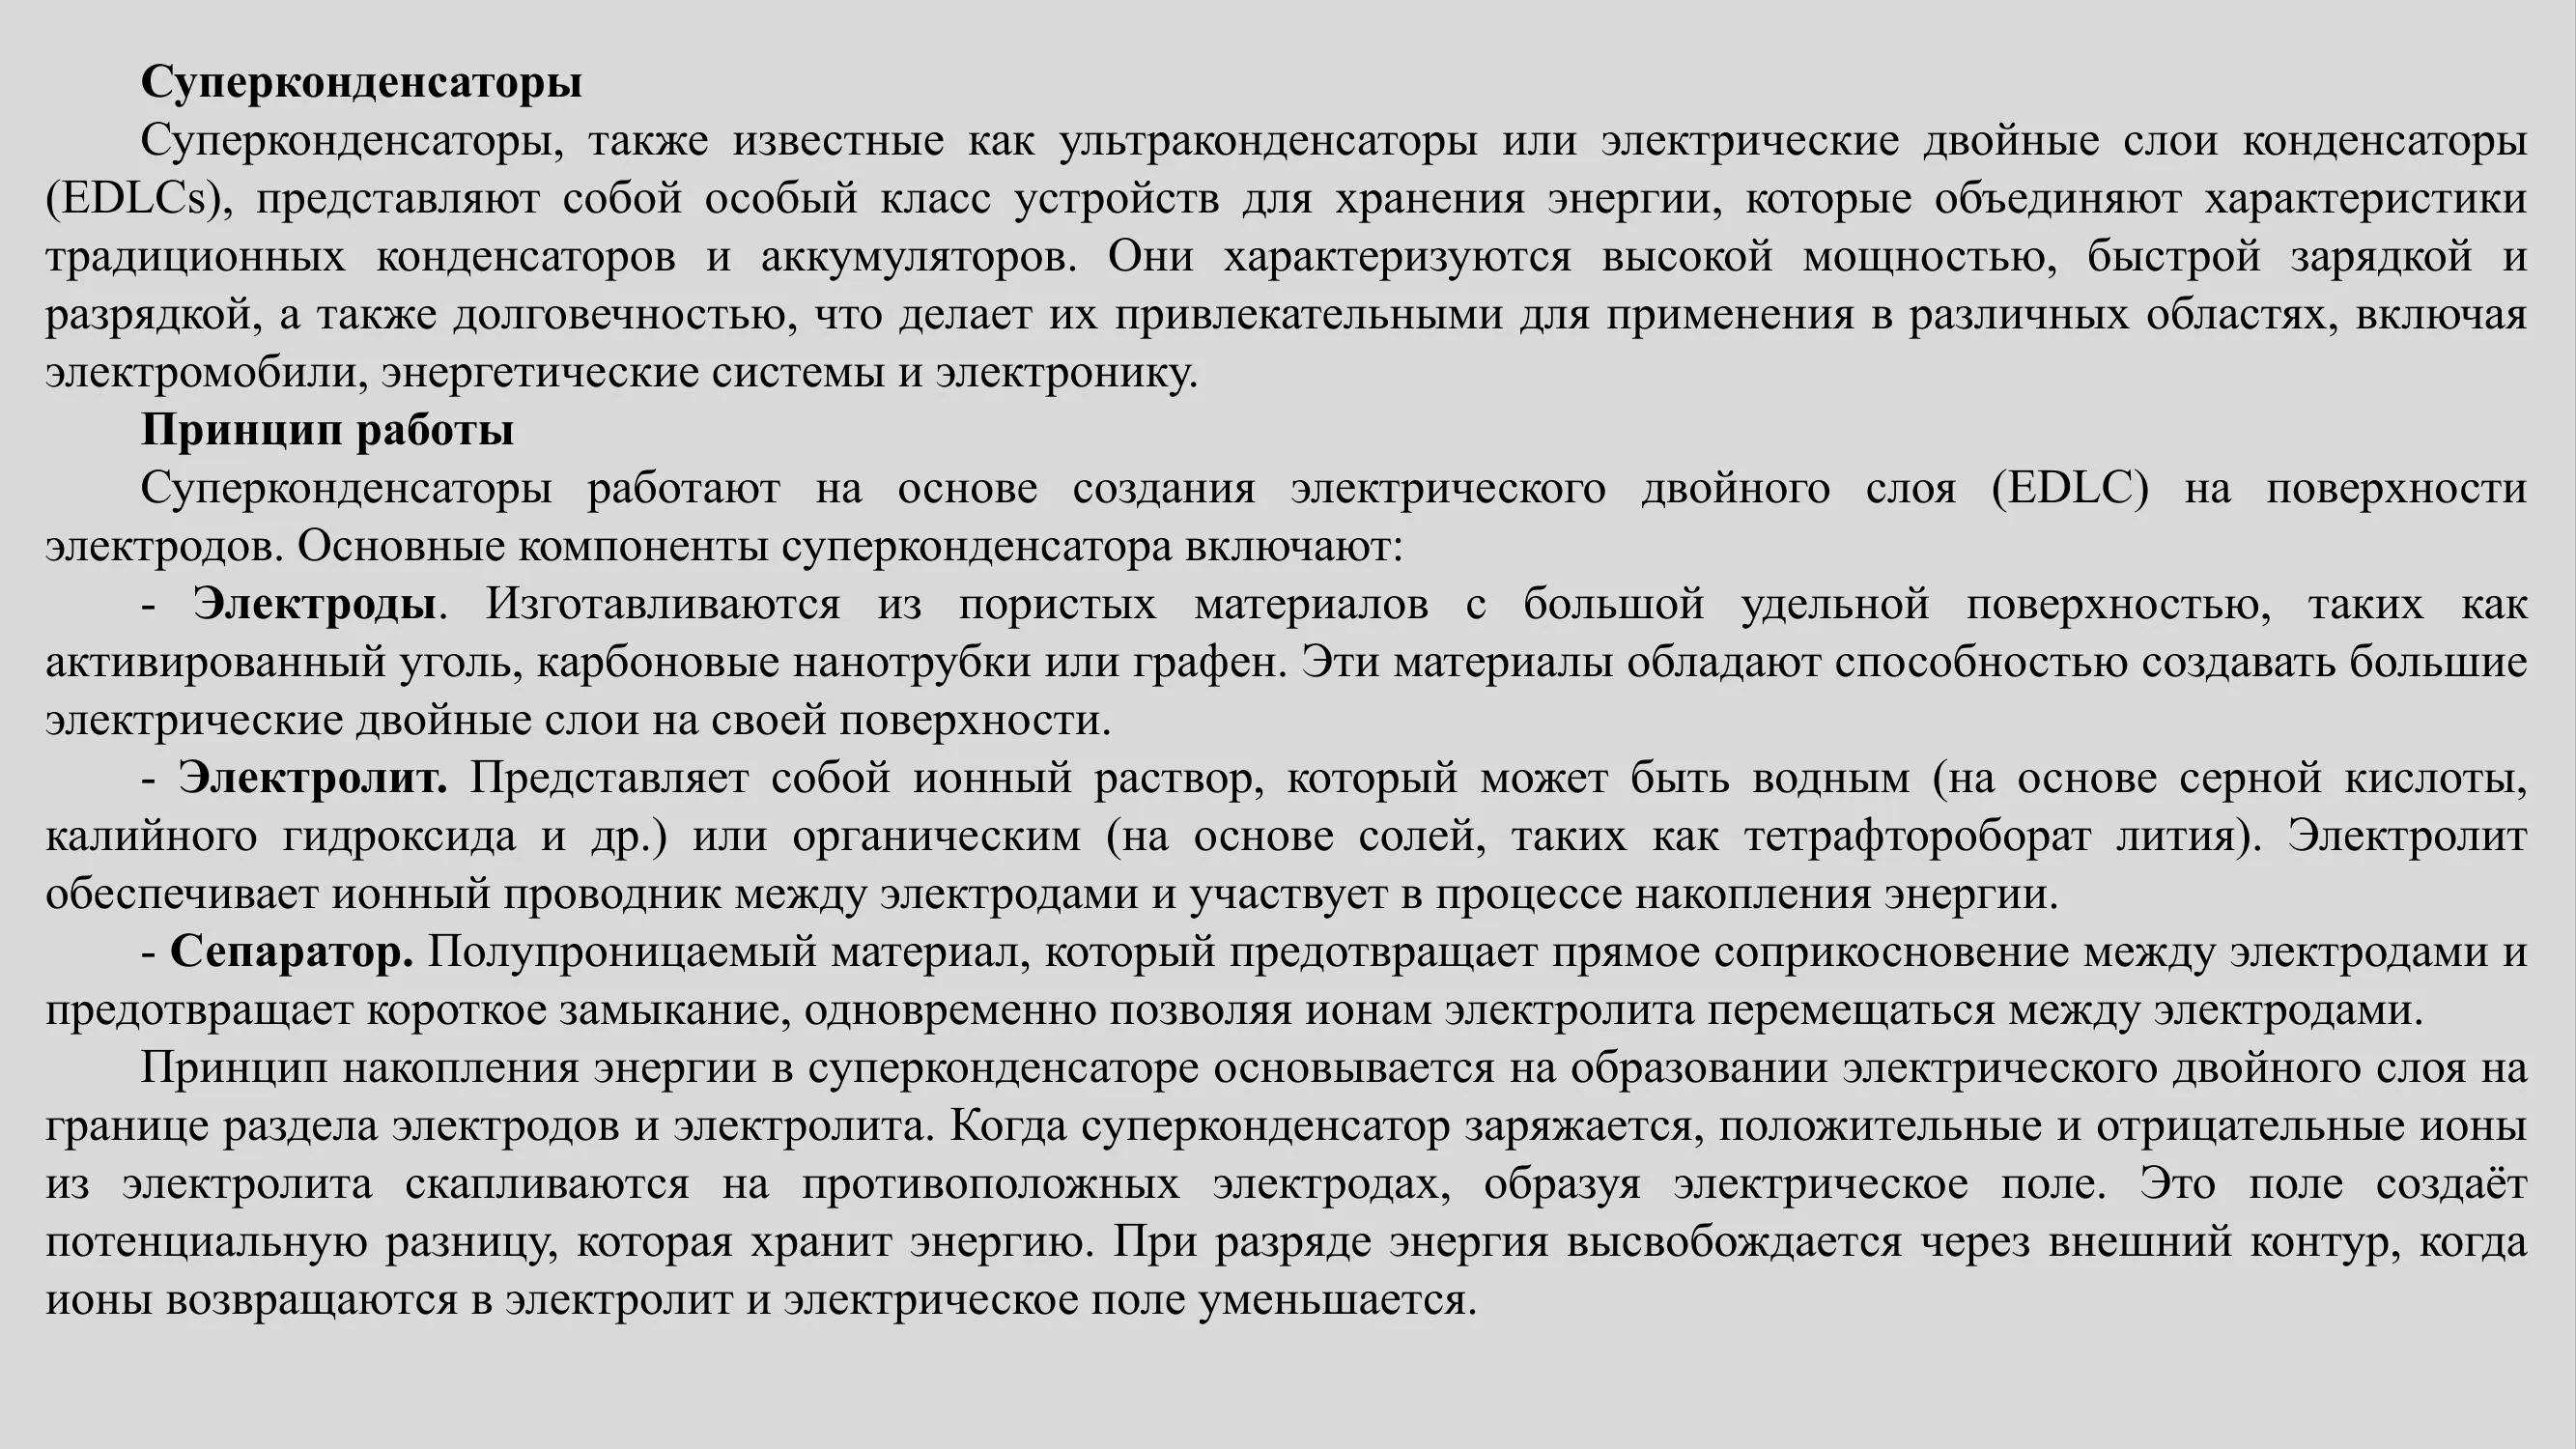 Суперконденсаторы
Суперконденсаторы, также известные как ультраконденсаторы или электрические двойные слои конденсаторы
(EDLCs), представляют собой особый класс устройств для хранения энергии, которые объединяют характеристики
традиционных конденсаторов и аккумуляторов. Они характеризуются высокой мощностью, быстрой зарядкой и
разрядкой, а также долговечностью, что делает их привлекательными для применения в различных областях, включая
электромобили, энергетические системы и электронику.
Принцип работы
Суперконденсаторы работают на основе создания электрического двойного слоя (EDLC) на поверхности
электродов. Основные компоненты суперконденсатора включают:
- Электроды. Изготавливаются из пористых материалов с большой удельной поверхностью, таких как
активированный уголь, карбоновые нанотрубки или графен. Эти материалы обладают способностью создавать большие
электрические двойные слои на своей поверхности.
- Электролит. Представляет собой ионный раствор, который может быть водным (на основе серной кислоты,
калийного гидроксида и др.) или органическим (на основе солей, таких как тетрафтороборат лития). Электролит
обеспечивает ионный проводник между электродами и участвует в процессе накопления энергии.
- Сепаратор. Полупроницаемый материал, который предотвращает прямое соприкосновение между электродами и
предотвращает короткое замыкание, одновременно позволяя ионам электролита перемещаться между электродами.
Принцип накопления энергии в суперконденсаторе основывается на образовании электрического двойного слоя на
границе раздела электродов и электролита. Когда суперконденсатор заряжается, положительные и отрицательные ионы
из электролита скапливаются на противоположных электродах, образуя электрическое поле. Это поле создаёт
потенциальную разницу, которая хранит энергию. При разряде энергия высвобождается через внешний контур, когда
ионы возвращаются в электролит и электрическое поле уменьшается.